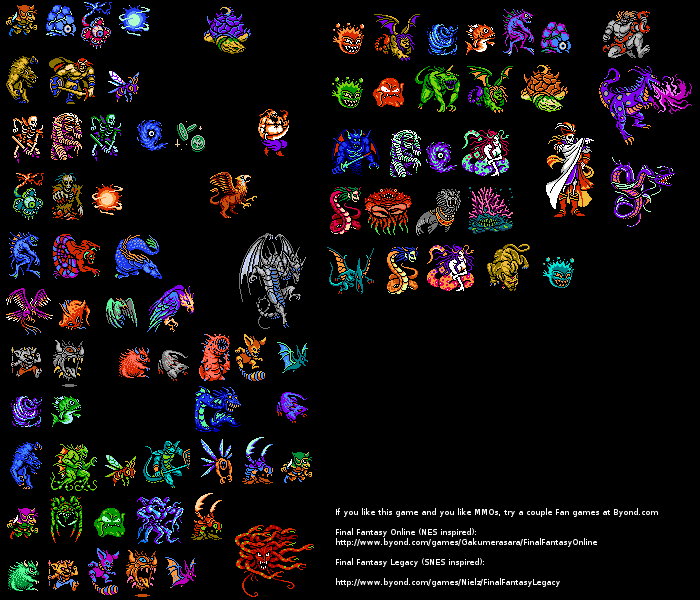 If you like this game and you like MMOs, try a couple Fan games at Byond.com
Final Fantasy Online (NES inspired):
http://www.byond.com/games/Gakumerasara/FinalFantasyOnline
Final Fantasy Legacy (SNES inspired):
http://www.byond.com/games/Nielz/FinalFantasyLegacy